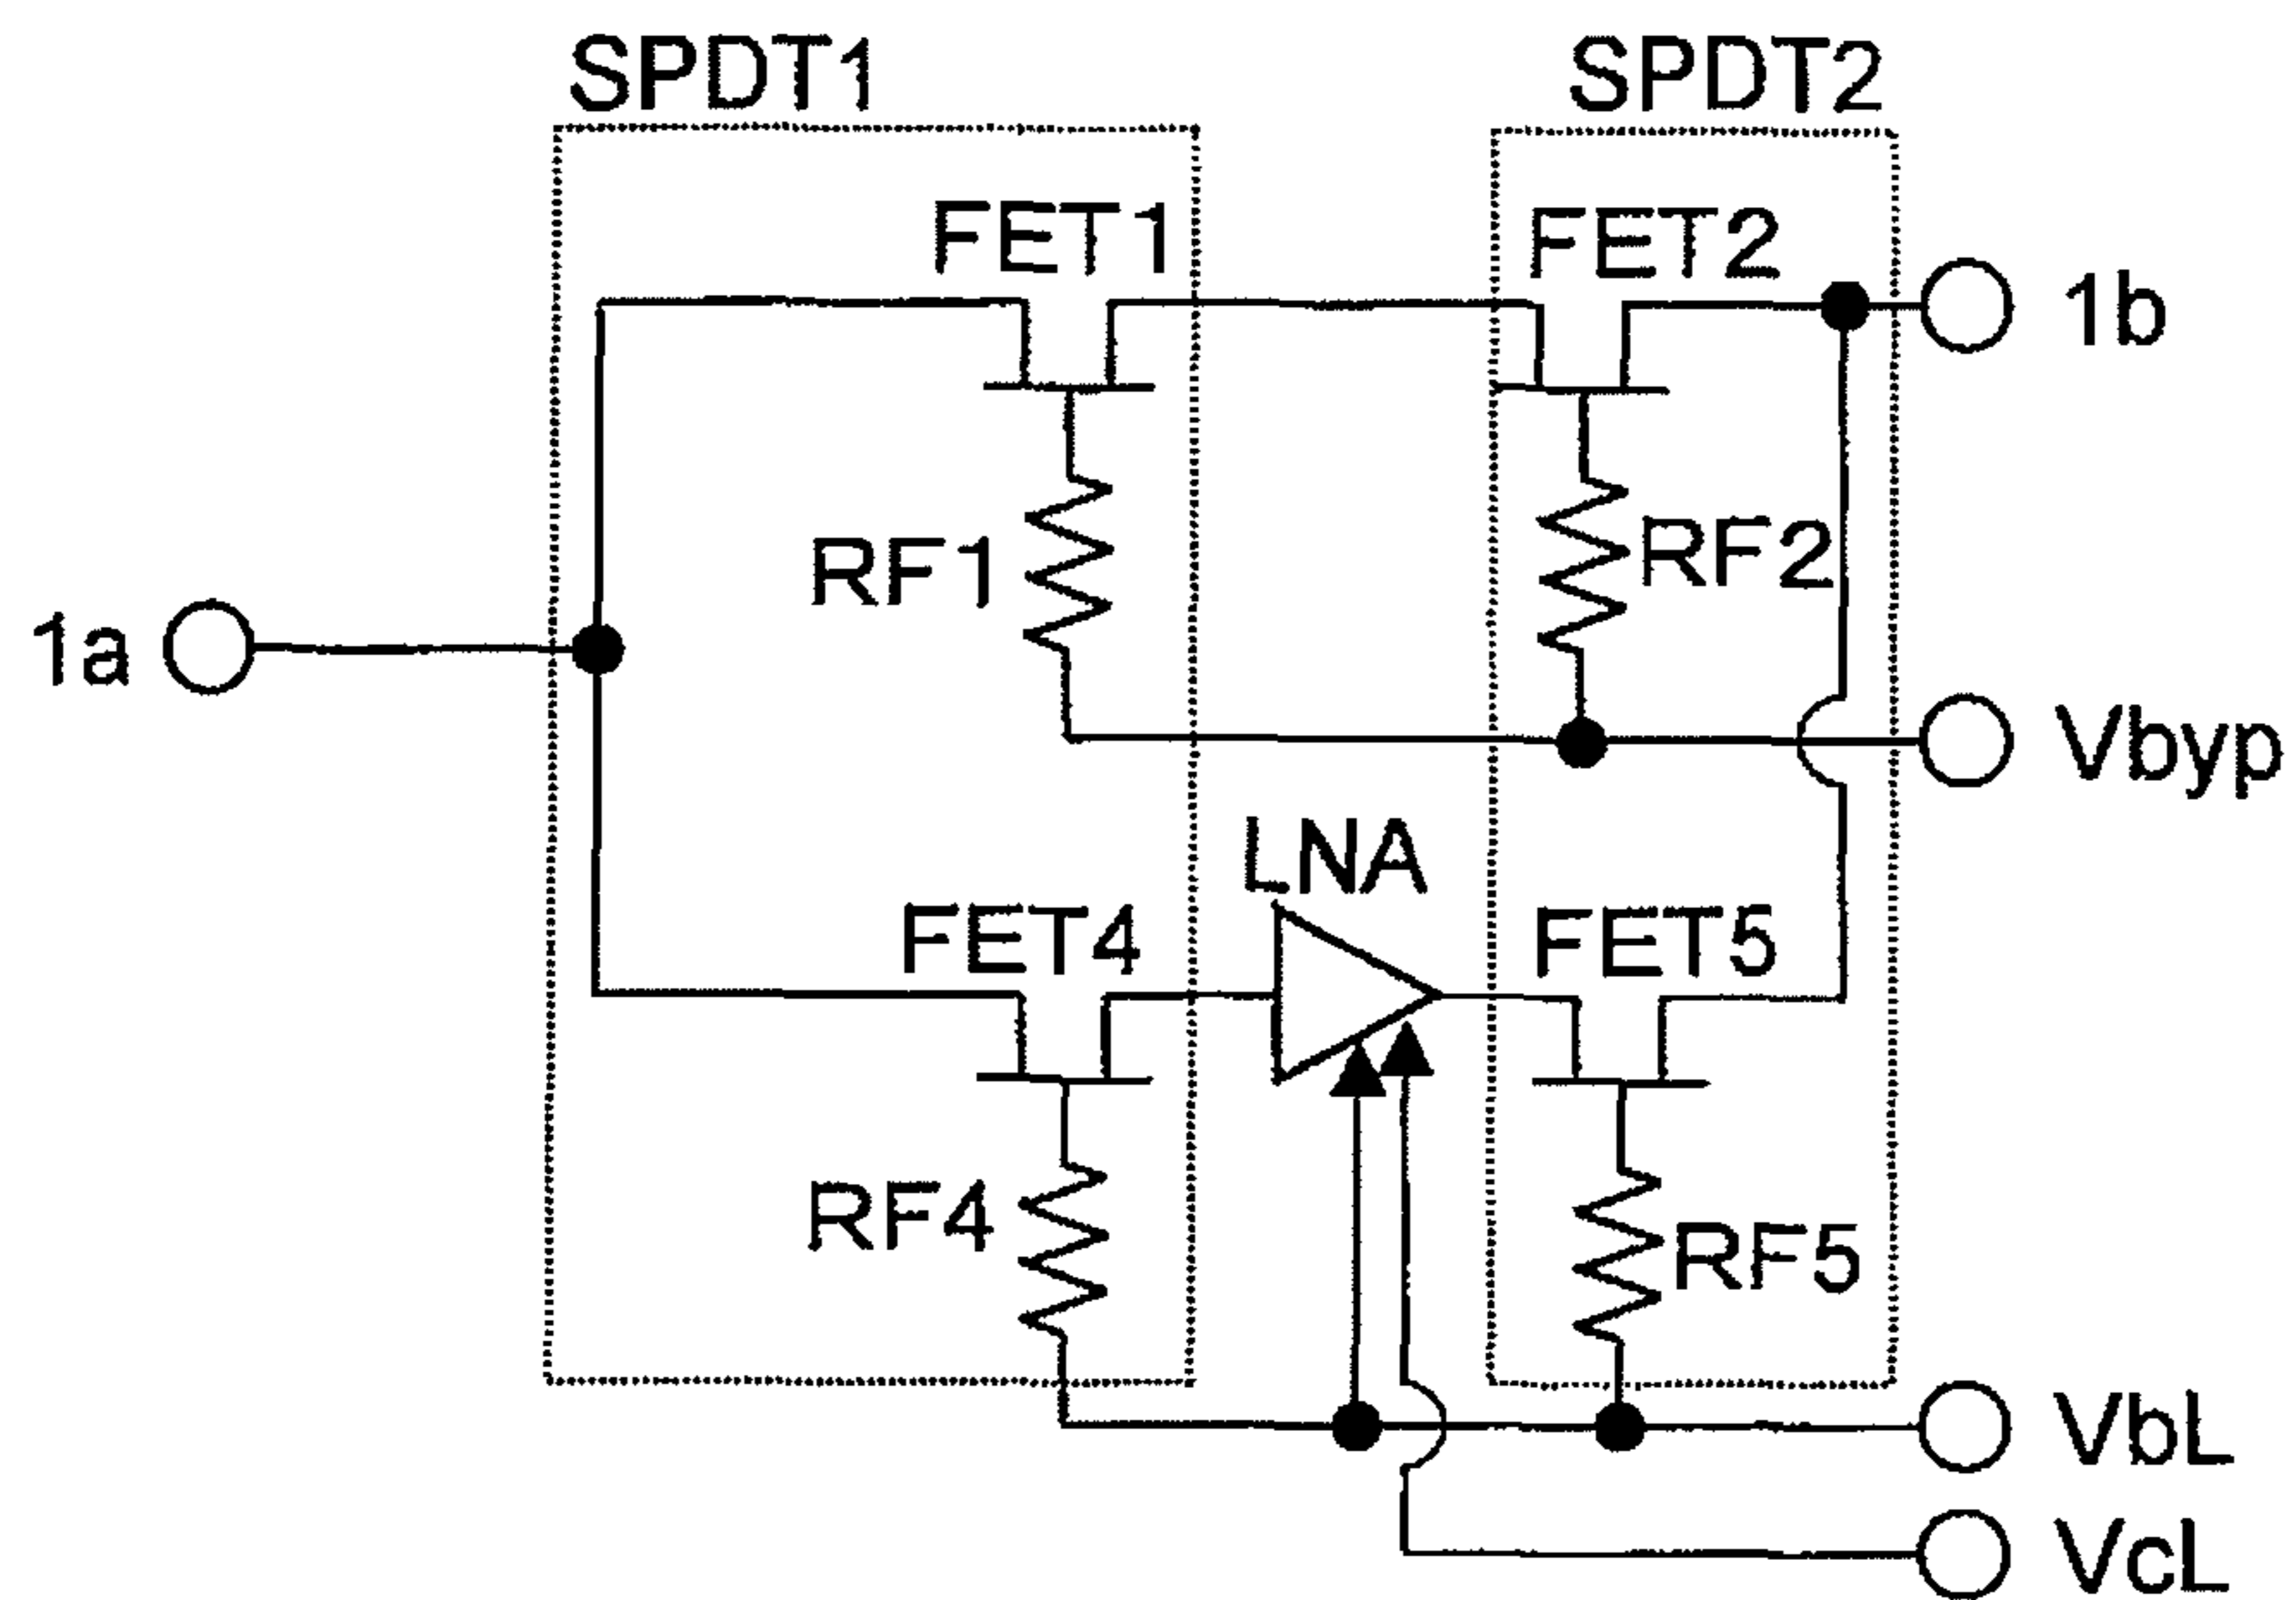 SPDT1
SPDT2
FET1
FET2
1b
RF1
RF2
1a
Vbyp
LNA
FET4
FET5
RF4
RF5
VbL
VcL